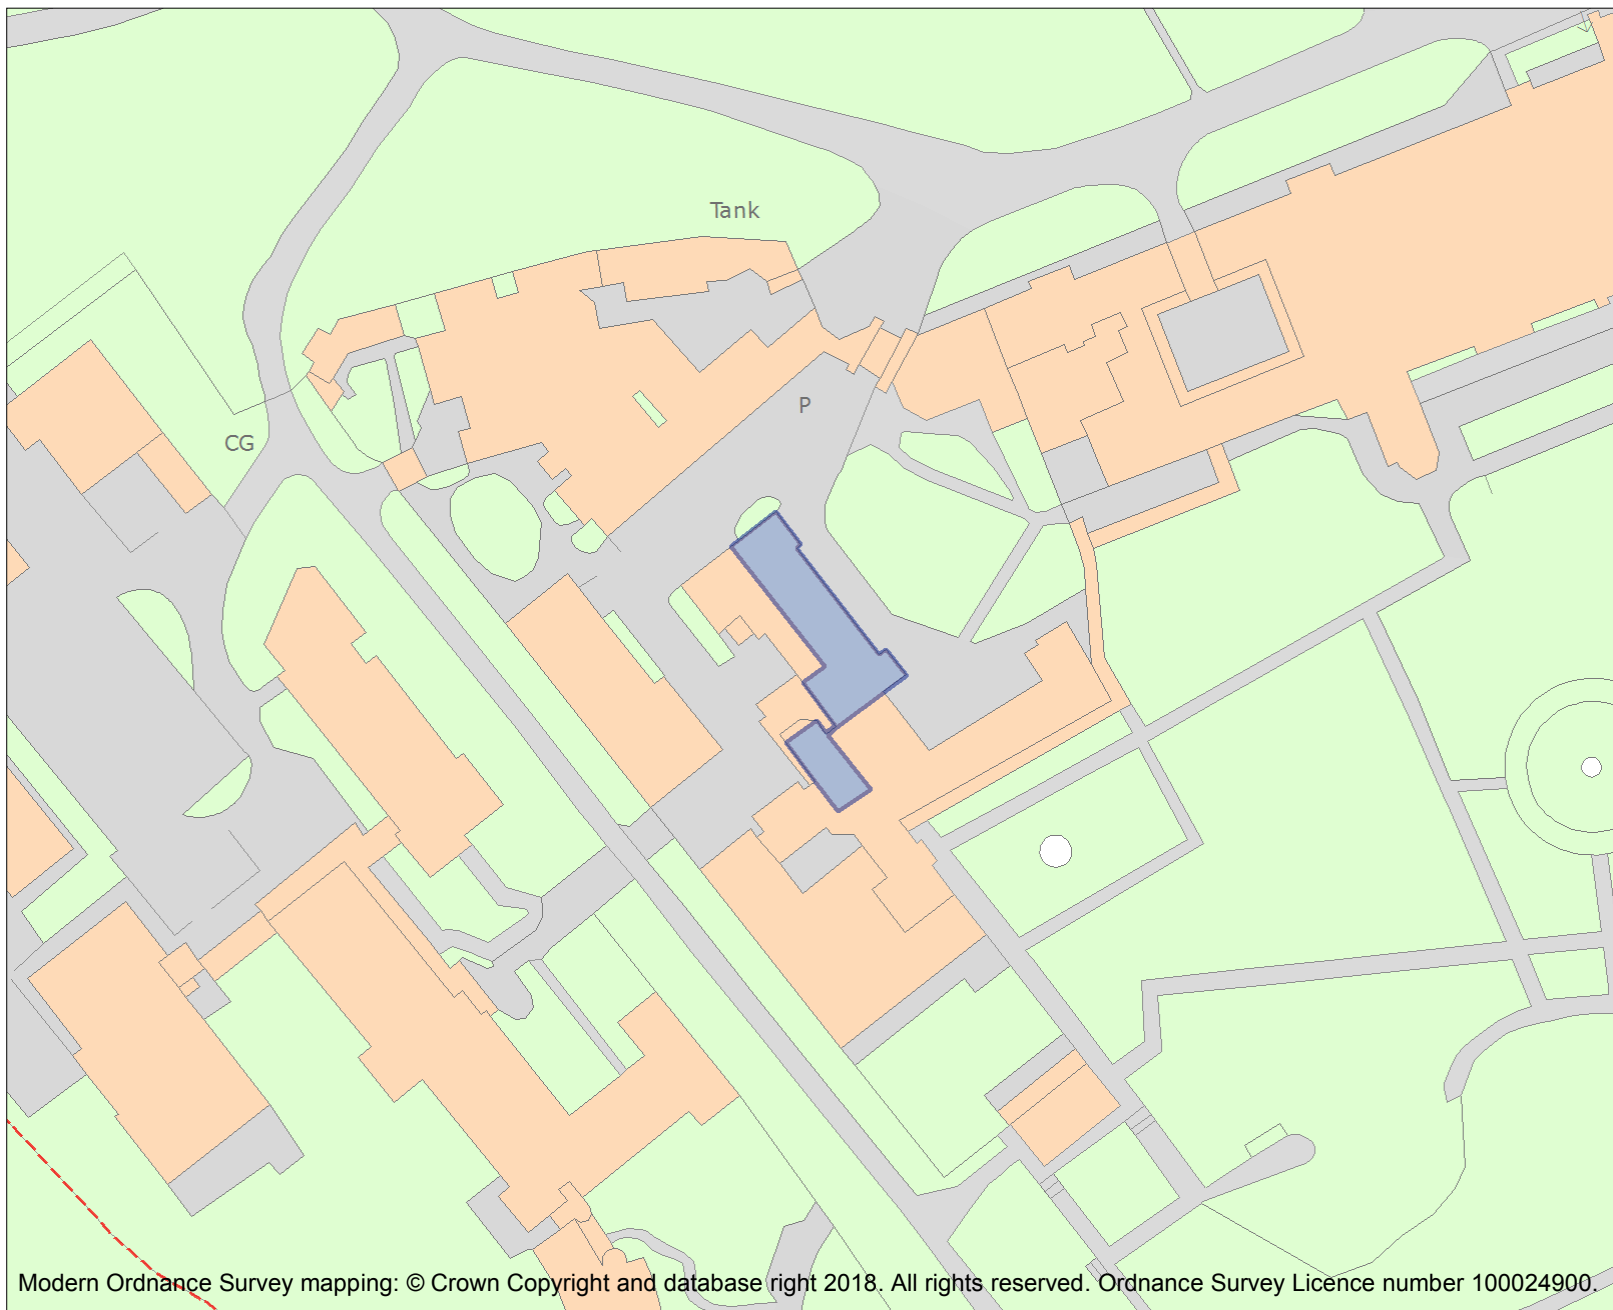 Tank
P
CG
Modern Ordnance Survey mapping: © Crown Copyright and database right 2018. All rights reserved. Ordnance Survey Licence number 100024900.